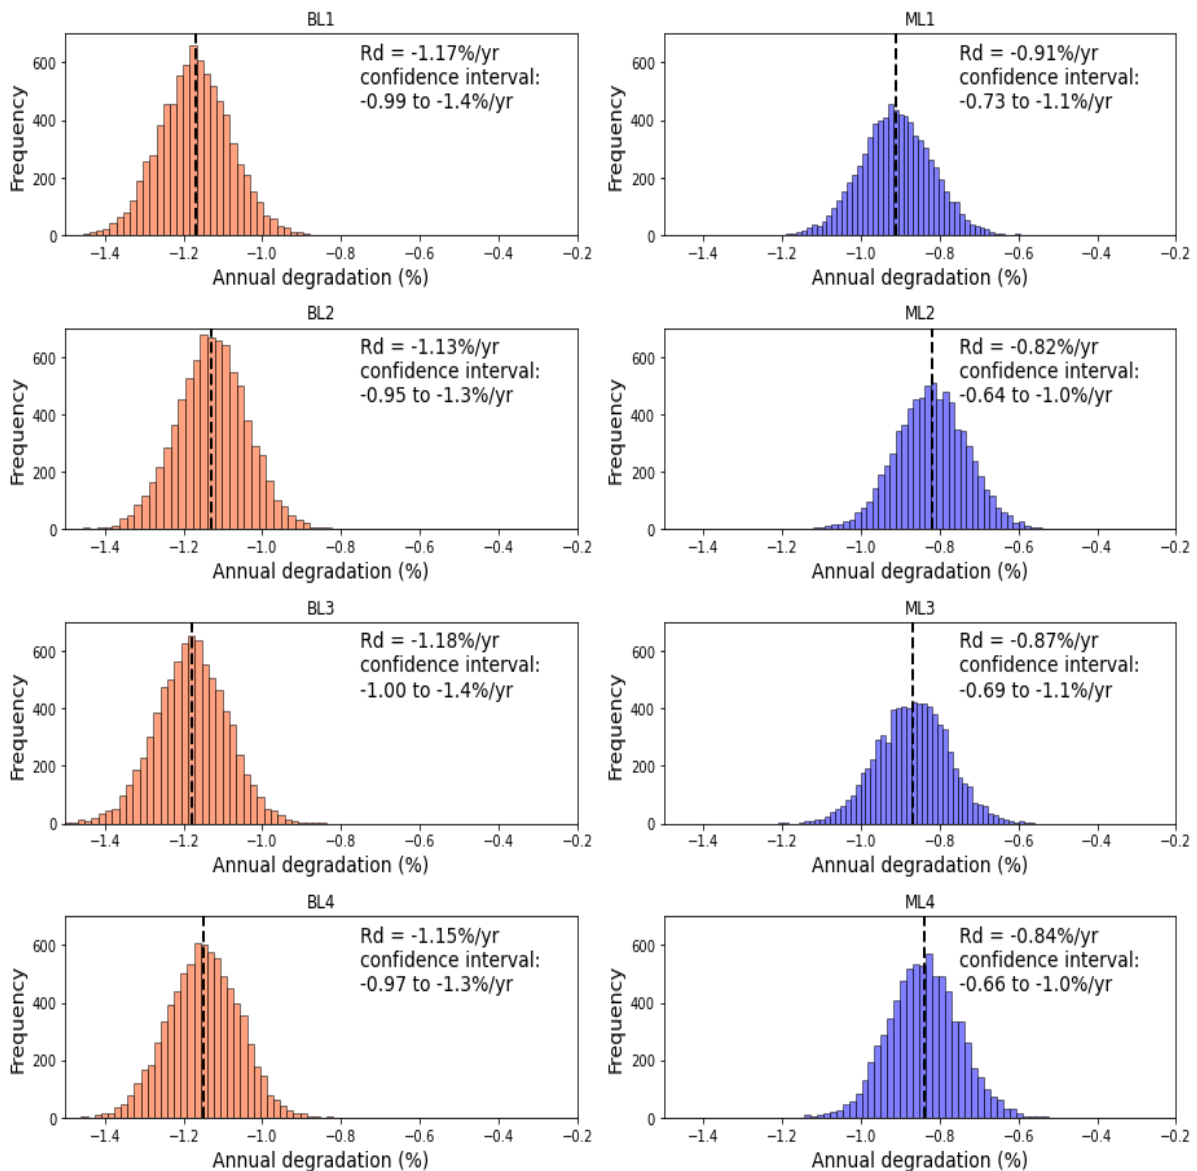 BL1
Rd = -1.17%/yr
confidence interval:
-0.99 to -1.4%/yr
Frequency
600
400
200
0
−1.4 −1.2 −1.0 −0.8 −0.6 −0.4 −0.2
Annual degradation (%)
ML1
Rd = -0.91%/yr
confidence interval:
-0.73 to -1.1%/yr
Frequency
600
400
200
0
−1.4 −1.2 −1.0 −0.8 −0.6 −0.4 −0.2
Annual degradation (%)
BL2
Rd = -1.13%/yr
confidence interval:
-0.95 to -1.3%/yr
Frequency
600
400
200
0
−1.4 −1.2 −1.0 −0.8 −0.6 −0.4 −0.2
Annual degradation (%)
ML2
Rd = -0.82%/yr
confidence interval:
-0.64 to -1.0%/yr
Frequency
600
400
200
0
−1.4 −1.2 −1.0 −0.8 −0.6 −0.4 −0.2
Annual degradation (%)
BL3
Rd = -1.18%/yr
confidence interval:
-1.00 to -1.4%/yr
Frequency
600
400
200
0
−1.4 −1.2 −1.0 −0.8 −0.6 −0.4 −0.2
Annual degradation (%)
ML3
Rd = -0.87%/yr
confidence interval:
-0.69 to -1.1%/yr
Frequency
600
400
200
0
−1.4 −1.2 −1.0 −0.8 −0.6 −0.4 −0.2
Annual degradation (%)
BL4
Rd = -1.15%/yr
confidence interval:
-0.97 to -1.3%/yr
Frequency
600
400
200
0
−1.4 −1.2 −1.0 −0.8 −0.6 −0.4 −0.2
Annual degradation (%)
ML4
Rd = -0.84%/yr
confidence interval:
-0.66 to -1.0%/yr
Frequency
600
400
200
0
−1.4 −1.2 −1.0 −0.8 −0.6 −0.4 −0.2
Annual degradation (%)